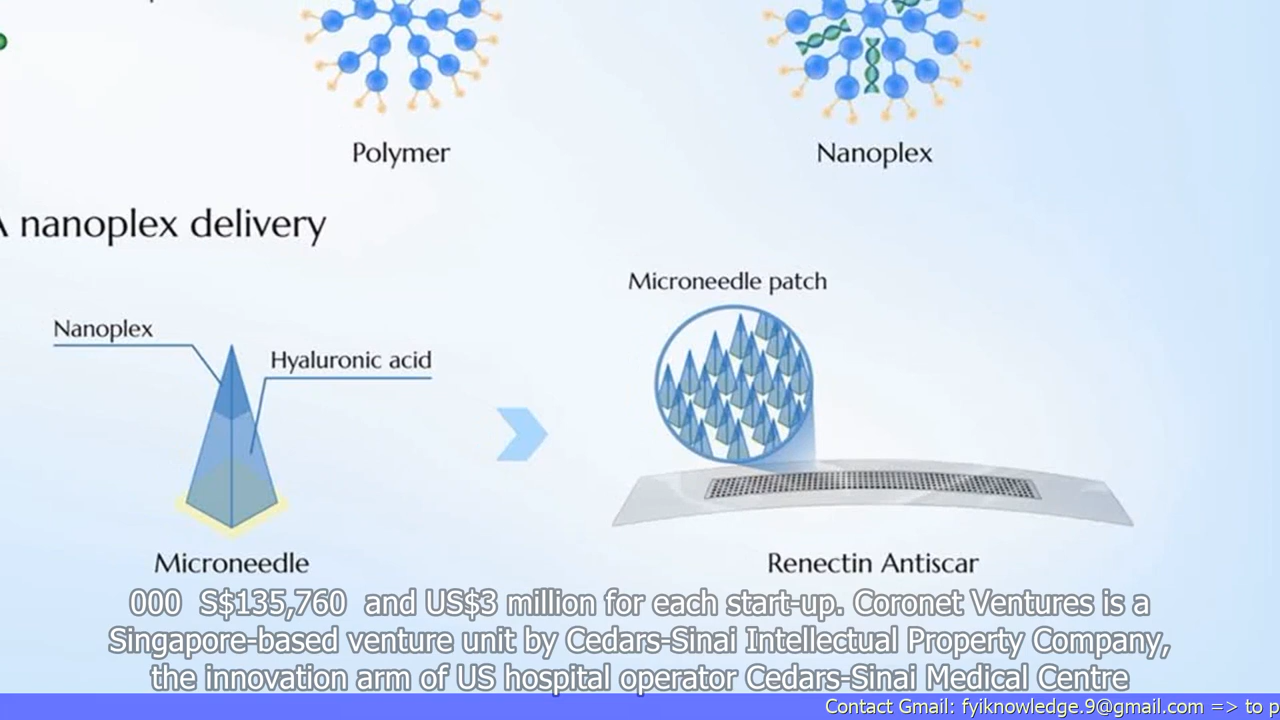 Polymer
Nanoplex
nanoplex delivery
Microneedle patch
Nanoplex
Hyaluronic acid
Microneedle
Renectin Antiscar
000 S$135,760 and US$3 million for each start-up. Coronet Ventures is a
Singapore-based venture unit by Cedars-Sinai Intellectual Property Company,
the innovation arm of US hospital operator Cedars-Sinai Medical Centre
Contact Gmail: fyiknowledge.9@gmail.com => to p